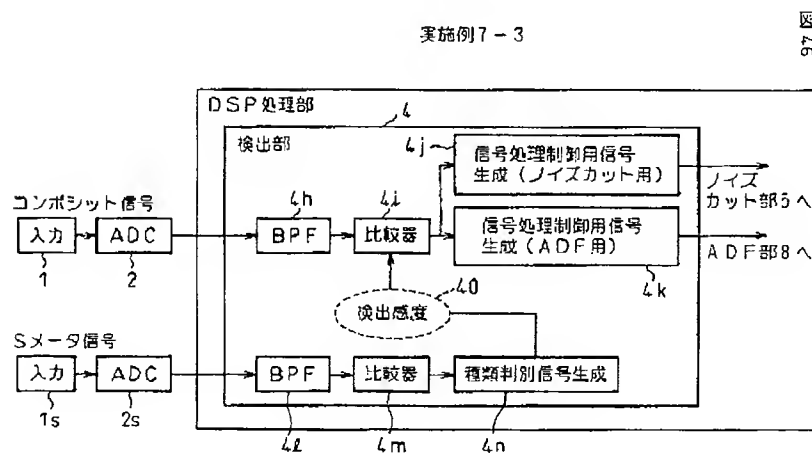 実施例7-3
図
46
DSP処理部
4
検出部
4j
信号処理制御用信号
生成(ノイズカット用)
ノイズ
カット部6へ
コンポジット信号
4h
4i
入力
ADC
BPF
比較器
信号処理制御用信号
生成(ADF用)
ADF部8へ
1
2
4k
40
検出感度
Sメータ信号
入力
ADC
BPF
比較器
種類判別信号生成
1s
2s
4l
4m
4n